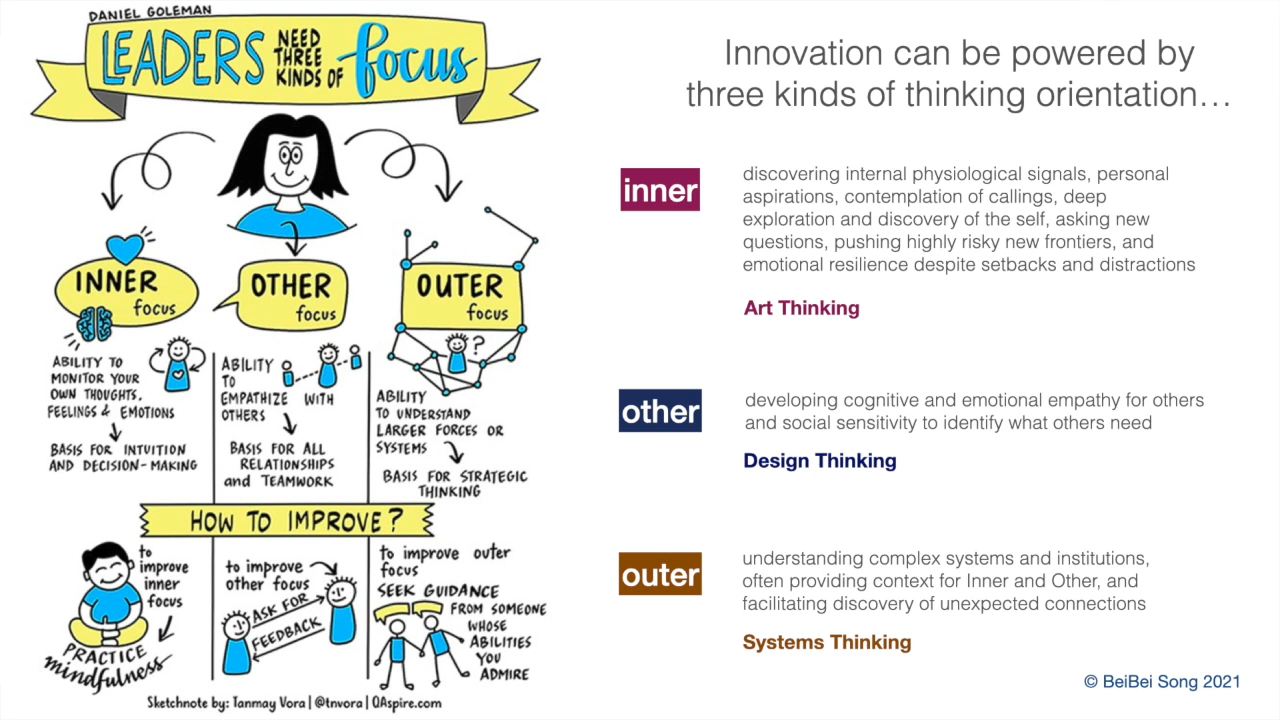 DANIEL GOLEMAN
LEADERS NEED THREE KINDS OF focus
INNER
focus
OTHER
focus
OUTER
focus
?
ABILITY TO
MONITOR YOUR
OWN THOUGHTS,
FEELINGS & EMOTIONS
BASIS FOR INTUITION
AND DECISION-MAKING
ABILITY
TO
EMPATHIZE WITH
OTHERS
BASIS FOR ALL
RELATIONSHIPS
and TEAMWORK
ABILITY
TO UNDERSTAND
LARGER FORCES OR
SYSTEMS
BASIS FOR STRATEGIC
THINKING
HOW TO IMPROVE?
to
improve
inner
focus
PRACTICE
mindfulness
to improve
other focus
ASK FOR
FEEDBACK
to improve outer
focus
SEEK GUIDANCE
FROM SOMEONE
WHOSE
ABILITIES
YOU
ADMIRE
Sketchnote by: Tanmay Vora | @tnvora | QAspire.com
Innovation can be powered by
three kinds of thinking orientation…
inner
discovering internal physiological signals, personal
aspirations, contemplation of callings, deep
exploration and discovery of the self, asking new
questions, pushing highly risky new frontiers, and
emotional resilience despite setbacks and distractions
Art Thinking
other
developing cognitive and emotional empathy for others
and social sensitivity to identify what others need
Design Thinking
outer
understanding complex systems and institutions,
often providing context for Inner and Other, and
facilitating discovery of unexpected connections
Systems Thinking
© BeiBei Song 2021